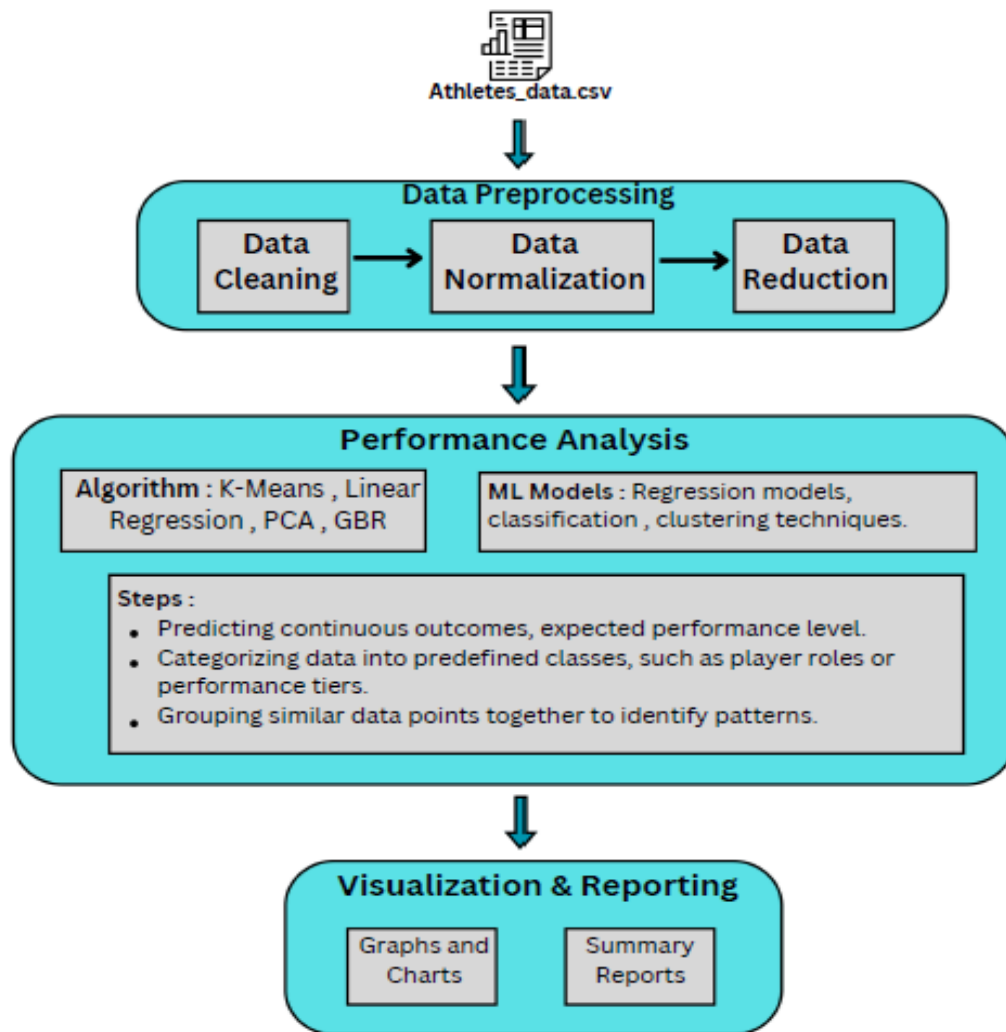 Athletes_data.csv
Data Preprocessing
Data
Cleaning
Data
Normalization
Data
Reduction
Performance Analysis
Algorithm : K-Means , Linear
Regression , PCA , GBR
ML Models : Regression models,
classification , clustering techniques.
Steps :
• Predicting continuous outcomes, expected performance level.
• Categorizing data into predefined classes, such as player roles or
performance tiers.
• Grouping similar data points together to identify patterns.
Visualization & Reporting
Graphs and
Charts
Summary
Reports